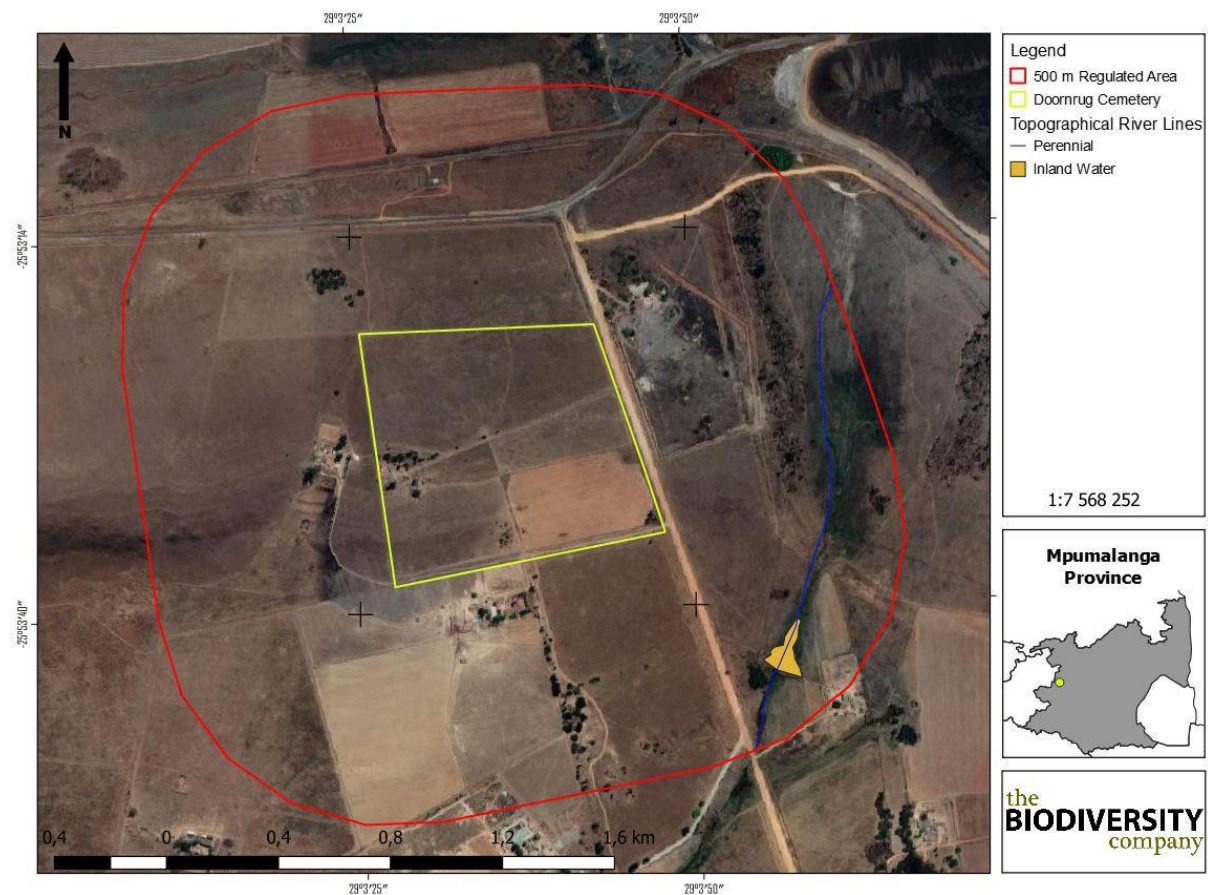 29°3'25" 29°3'50"
-25°53'14"
-25°53'40"
N
0,4 0 0,4 0,8 1,2 1,6 km
29°3'25" 29°3'50"
Legend
500 m Regulated Area
Doornrug Cemetery
Topographical River Lines
Perennial
Inland Water
1:7 568 252
Mpumalanga
Province
the
BIODIVERSITY
company